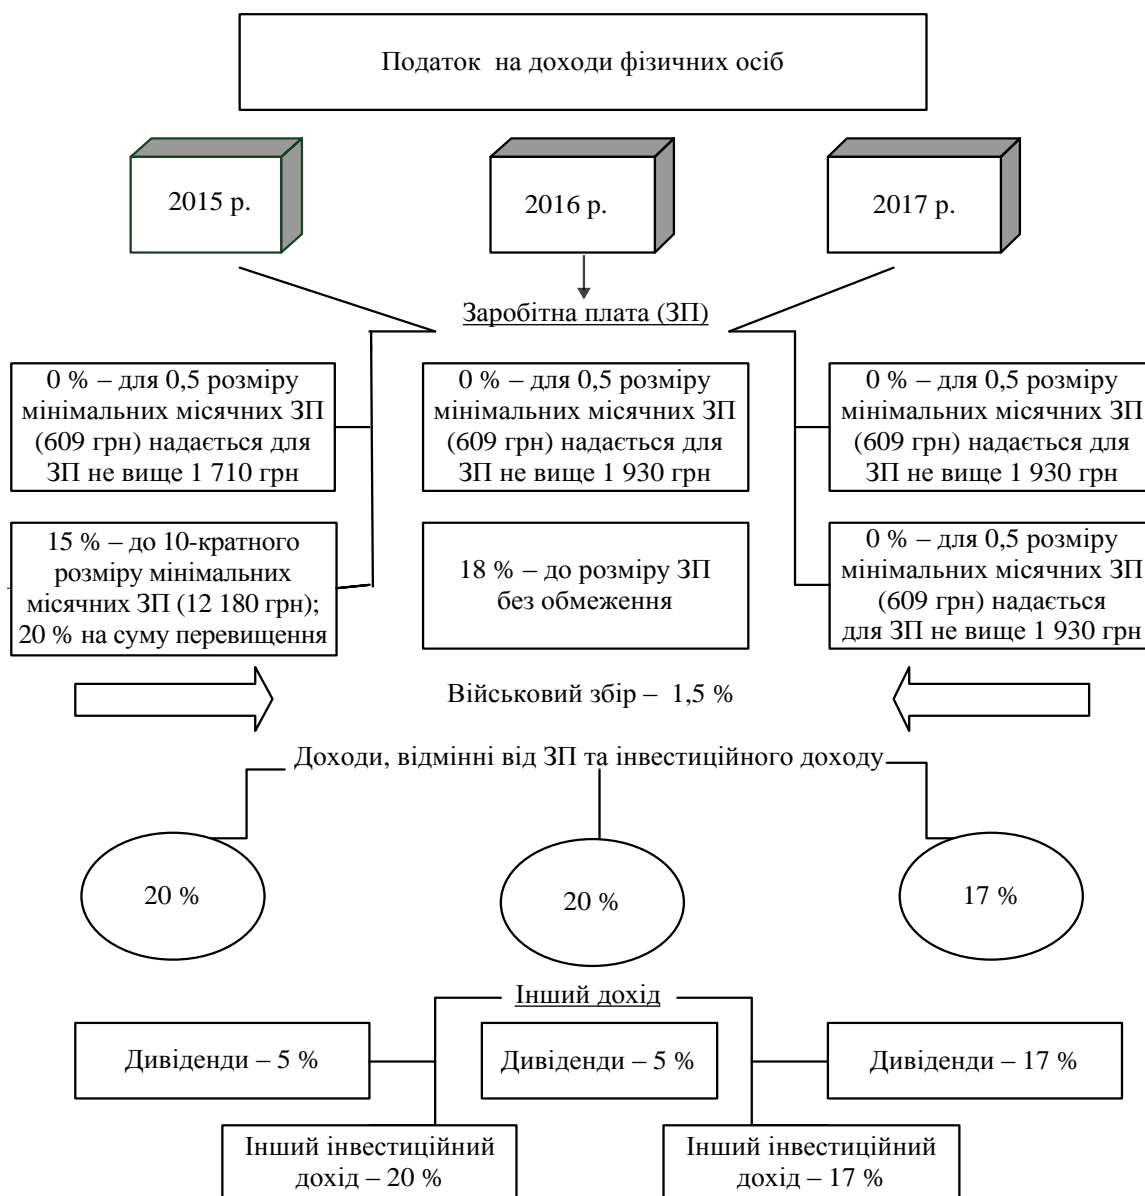 Податок на доходи фізичних осіб
2015 р.
2016 р.
2017 р.
Заробітна плата (ЗП)
0 % – для 0,5 розміру
мінімальних місячних ЗП
(609 грн) надається для
ЗП не вище 1 710 грн
0 % – для 0,5 розміру
мінімальних місячних ЗП
(609 грн) надається для
ЗП не вище 1 930 грн
0 % – для 0,5 розміру
мінімальних місячних ЗП
(609 грн) надається для
ЗП не вище 1 930 грн
15 % – до 10-кратного
розміру мінімальних
місячних ЗП (12 180 грн);
20 % на суму перевищення
18 % – до розміру ЗП
без обмеження
0 % – для 0,5 розміру
мінімальних місячних ЗП
(609 грн) надається
для ЗП не вище 1 930 грн
Військовий збір – 1,5 %
Доходи, відмінні від ЗП та інвестиційного доходу
20 %
20 %
17 %
Інший дохід
Дивіденди – 5 %
Дивіденди – 5 %
Дивіденди – 17 %
Інший інвестиційний
дохід – 20 %
Інший інвестиційний
дохід – 17 %